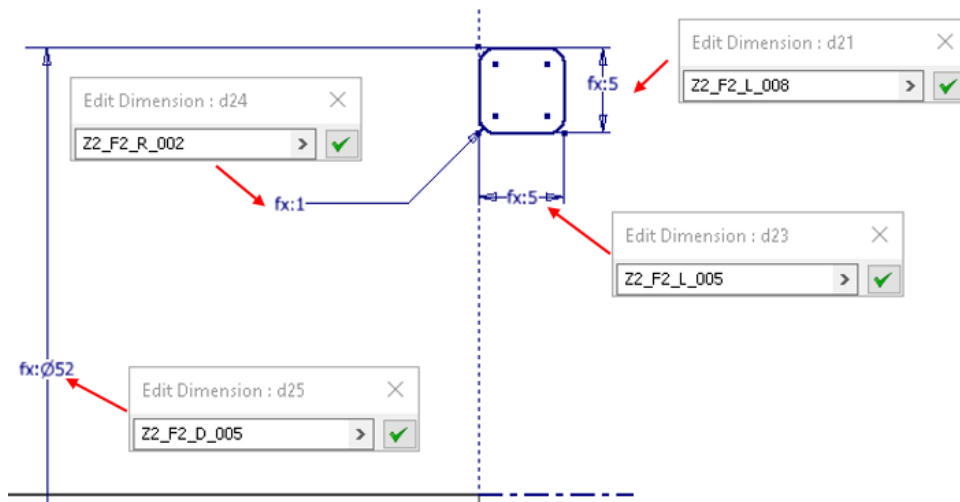 Edit Dimension : d21
Z2_F2_L_008
fx:5
Edit Dimension : d24
Z2_F2_R_002
fx:1
fx:5
Edit Dimension : d23
Z2_F2_L_005
fx:Ø52
Edit Dimension : d25
Z2_F2_D_005